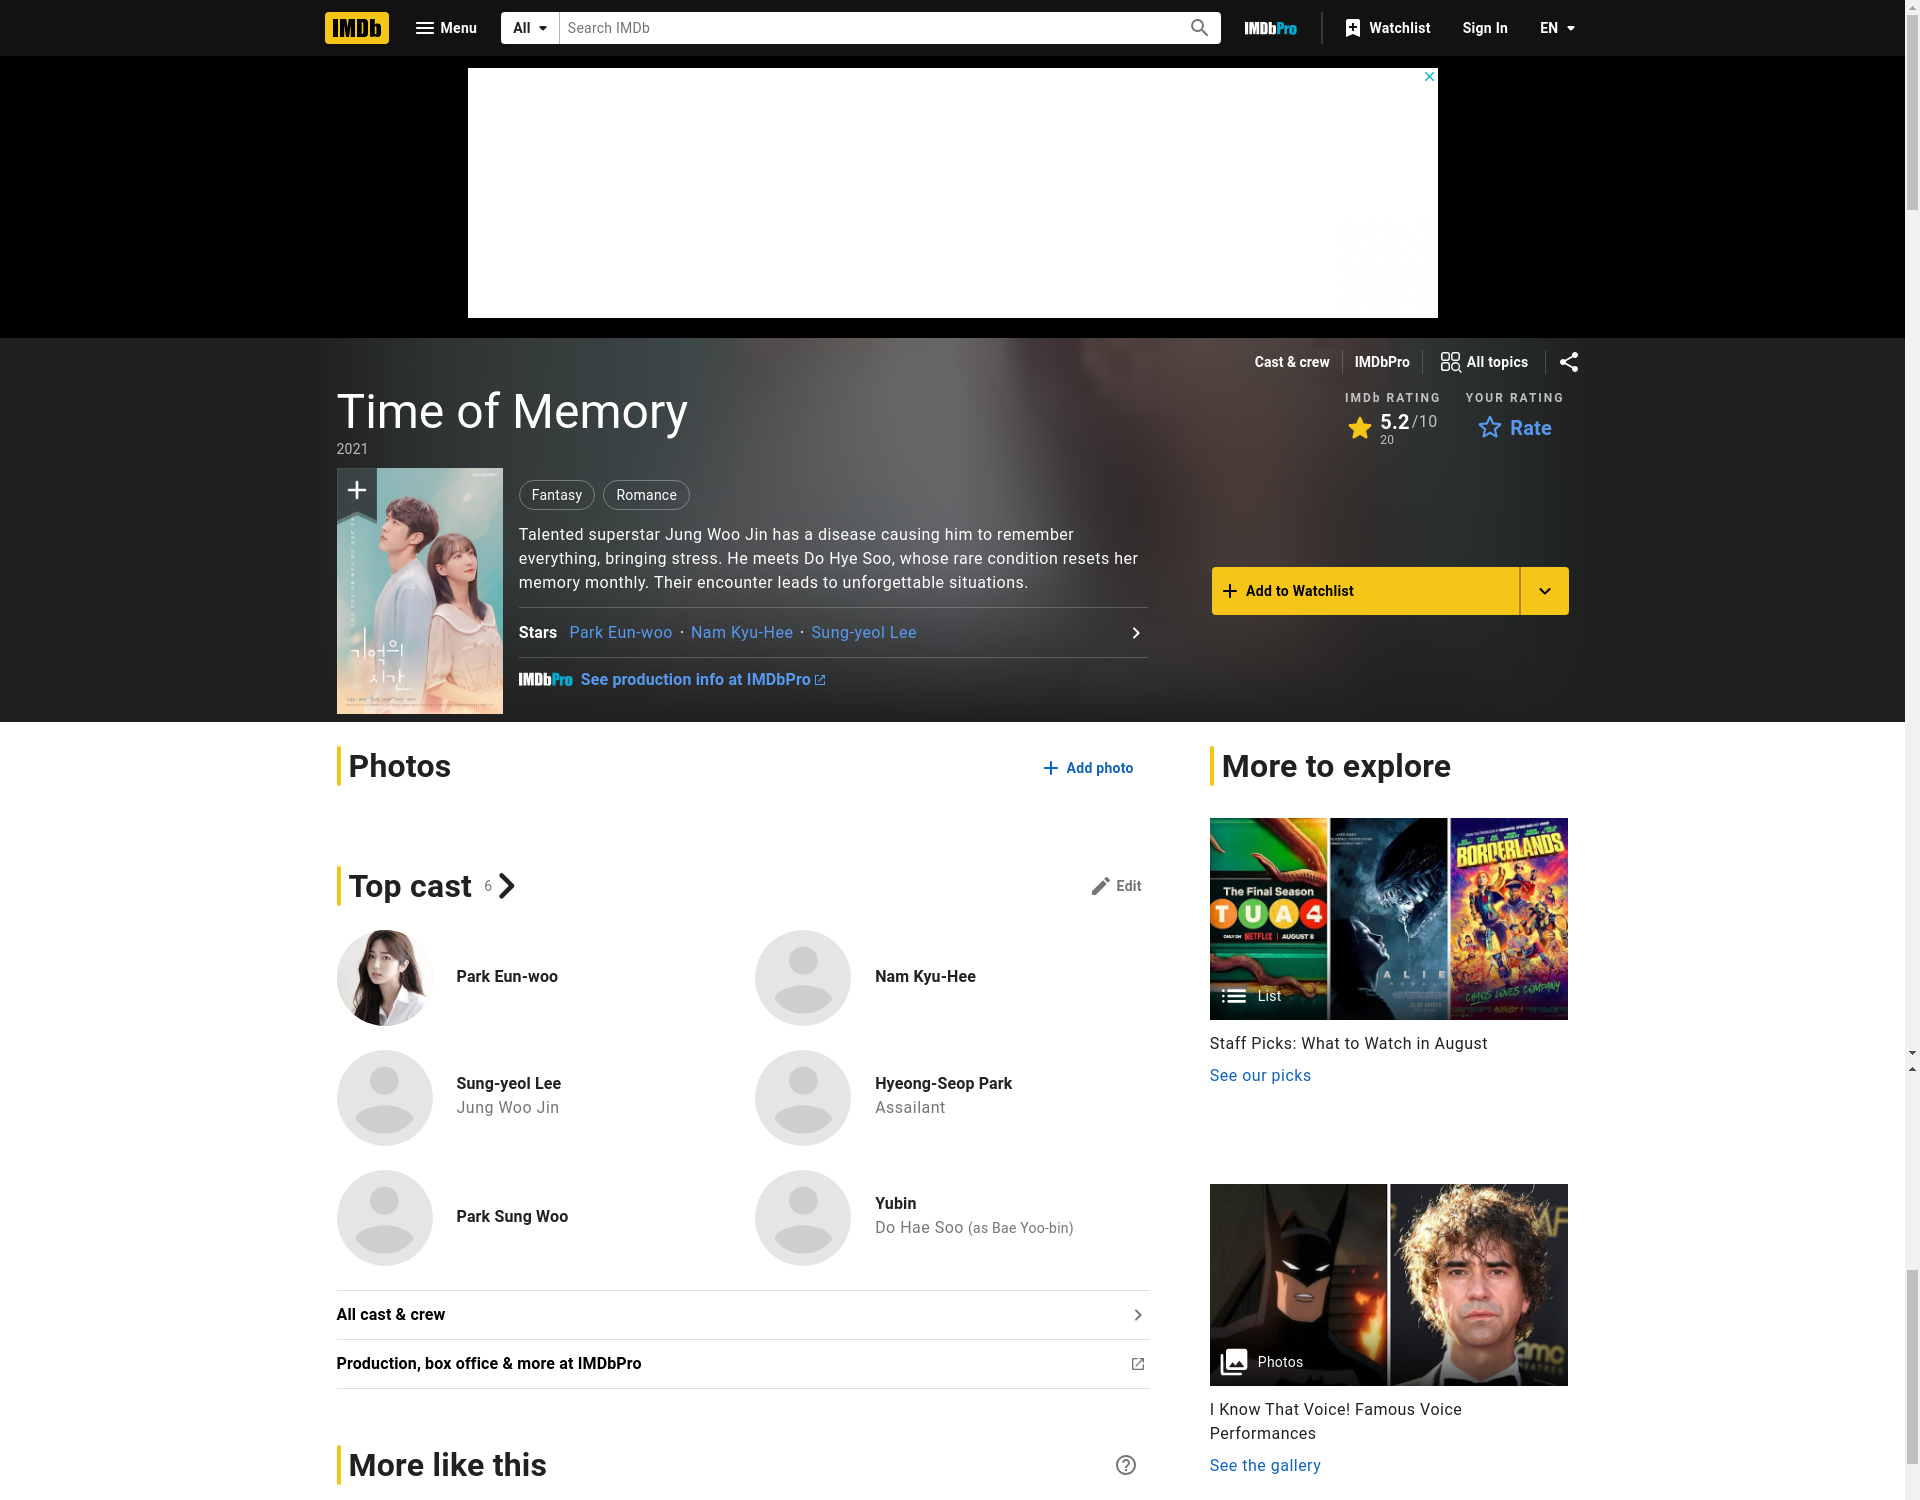 IMDb
Menu
All
Search IMDb
IMDbPro
Watchlist
Sign In
EN
Cast & crew
IMDbPro
All topics
Time of Memory
2021
IMDb RATING
5.2/10
20
YOUR RATING
Rate
기억의
시간
Fantasy
Romance
Talented superstar Jung Woo Jin has a disease causing him to remember
everything, bringing stress. He meets Do Hye Soo, whose rare condition resets her
memory monthly. Their encounter leads to unforgettable situations.
Stars Park Eun-woo · Nam Kyu-Hee · Sung-yeol Lee
IMDbPro See production info at IMDbPro
Add to Watchlist
Photos
Add photo
Top cast 6
Edit
Park Eun-woo
Nam Kyu-Hee
Sung-yeol Lee
Jung Woo Jin
Hyeong-Seop Park
Assailant
Park Sung Woo
Yubin
Do Hae Soo (as Bae Yoo-bin)
All cast & crew
Production, box office & more at IMDbPro
More like this
More to explore
The Final Season
TUA4
ONLY ON NETFLIX | AUGUST 8
ALIE
BORDERLANDS
CHAOS LOVES COMPANY
List
Staff Picks: What to Watch in August
See our picks
AF
amc
Photos
I Know That Voice! Famous Voice
Performances
See the gallery